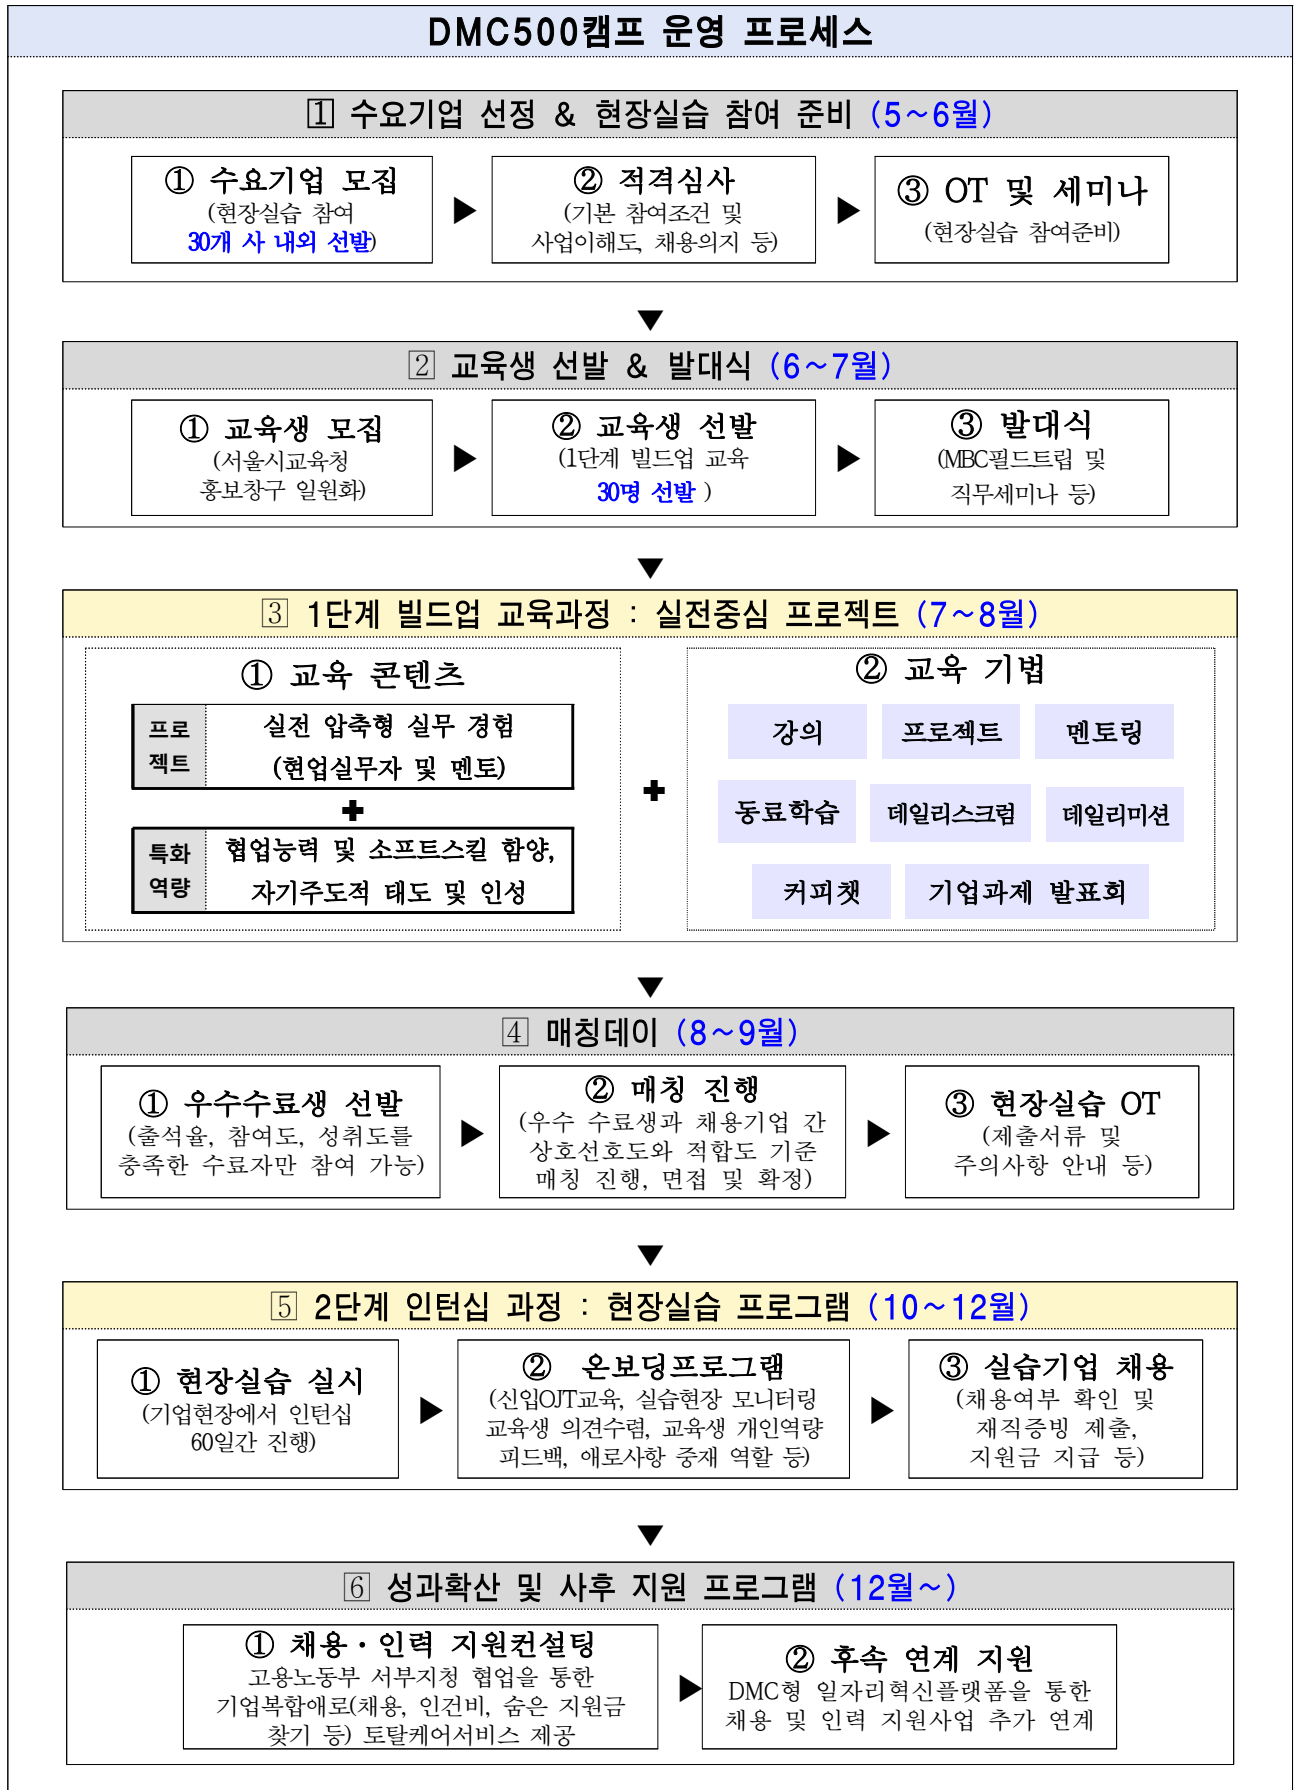 DMC500캠프 운영 프로세스
1 수요기업 선정 & 현장실습 참여 준비 (5~6월)
① 수요기업 모집
(현장실습 참여
30개 사 내외 선발)
▶
② 적격심사
(기본 참여조건 및
사업이해도, 채용의지 등)
▶
③ OT 및 세미나
(현장실습 참여준비)
▼
2 교육생 선발 & 발대식 (6~7월)
① 교육생 모집
(서울시교육청
홍보창구 일원화)
▶
② 교육생 선발
(1단계 빌드업 교육
30명 선발 )
▶
③ 발대식
(MBC필드트립 및
직무세미나 등)
▼
3 1단계 빌드업 교육과정 : 실전중심 프로젝트 (7~8월)
① 교육 콘텐츠
프로
젝트
실전 압축형 실무 경험
(현업실무자 및 멘토)
✚
특화
역량
협업능력 및 소프트스킬 함양,
자기주도적 태도 및 인성
✚
② 교육 기법
강의 프로젝트 멘토링
동료학습 데일리스크럼 데일리미션
커피챗 기업과제 발표회
▼
4 매칭데이 (8~9월)
① 우수수료생 선발
(출석율, 참여도, 성취도를
충족한 수료자만 참여 가능)
▶
② 매칭 진행
(우수 수료생과 채용기업 간
상호선호도와 적합도 기준
매칭 진행, 면접 및 확정)
▶
③ 현장실습 OT
(제출서류 및
주의사항 안내 등)
▼
5 2단계 인턴십 과정 : 현장실습 프로그램 (10~12월)
① 현장실습 실시
(기업현장에서 인턴십
60일간 진행)
▶
② 온보딩프로그램
(신입OJT교육, 실습현장 모니터링
교육생 의견수렴, 교육생 개인역량
피드백, 애로사항 중재 역할 등)
▶
③ 실습기업 채용
(채용여부 확인 및
재직증빙 제출,
지원금 지급 등)
▼
6 성과확산 및 사후 지원 프로그램 (12월~)
① 채용·인력 지원컨설팅
고용노동부 서부지청 협업을 통한
기업복합애로(채용, 인건비, 숨은 지원금
찾기 등) 토탈케어서비스 제공
▶
② 후속 연계 지원
DMC형 일자리혁신플랫폼을 통한
채용 및 인력 지원사업 추가 연계